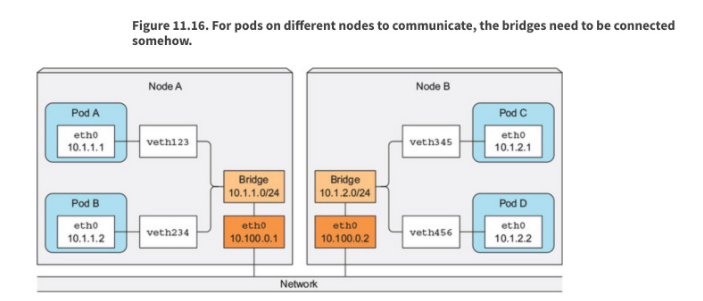 Figure 11.16. For pods on different nodes to communicate, the bridges need to be connected
somehow.
Node A
Pod A
eth0
10.1.1.1
veth123
Bridge
10.1.1.0/24
Pod B
eth0
10.1.1.2
veth234
eth0
10.100.0.1
Node B
Pod C
eth0
10.1.2.1
veth345
Bridge
10.1.2.0/24
Pod D
eth0
10.1.2.2
veth456
eth0
10.100.0.2
Network